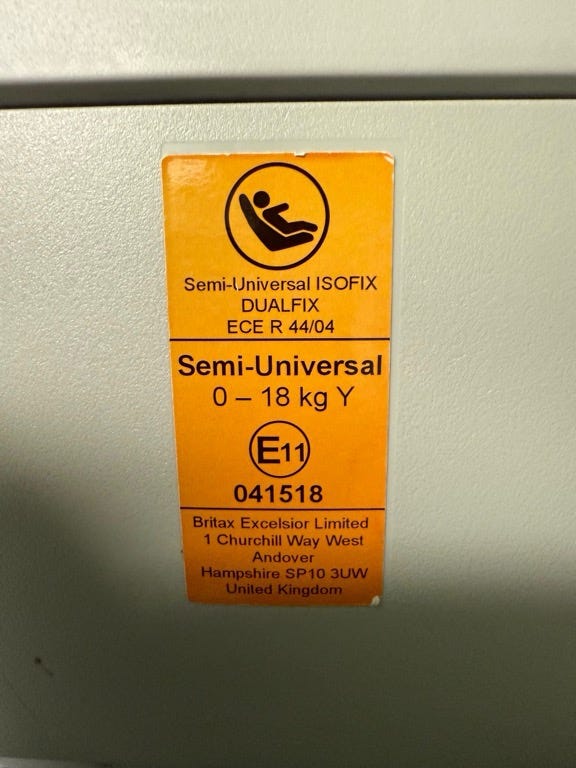 Semi-Universal ISOFIX
DUALFIX
ECE R 44/04
Semi-Universal
0 – 18 kg Y
E11
041518
Britax Excelsior Limited
1 Churchill Way West
Andover
Hampshire SP10 3UW
United Kingdom